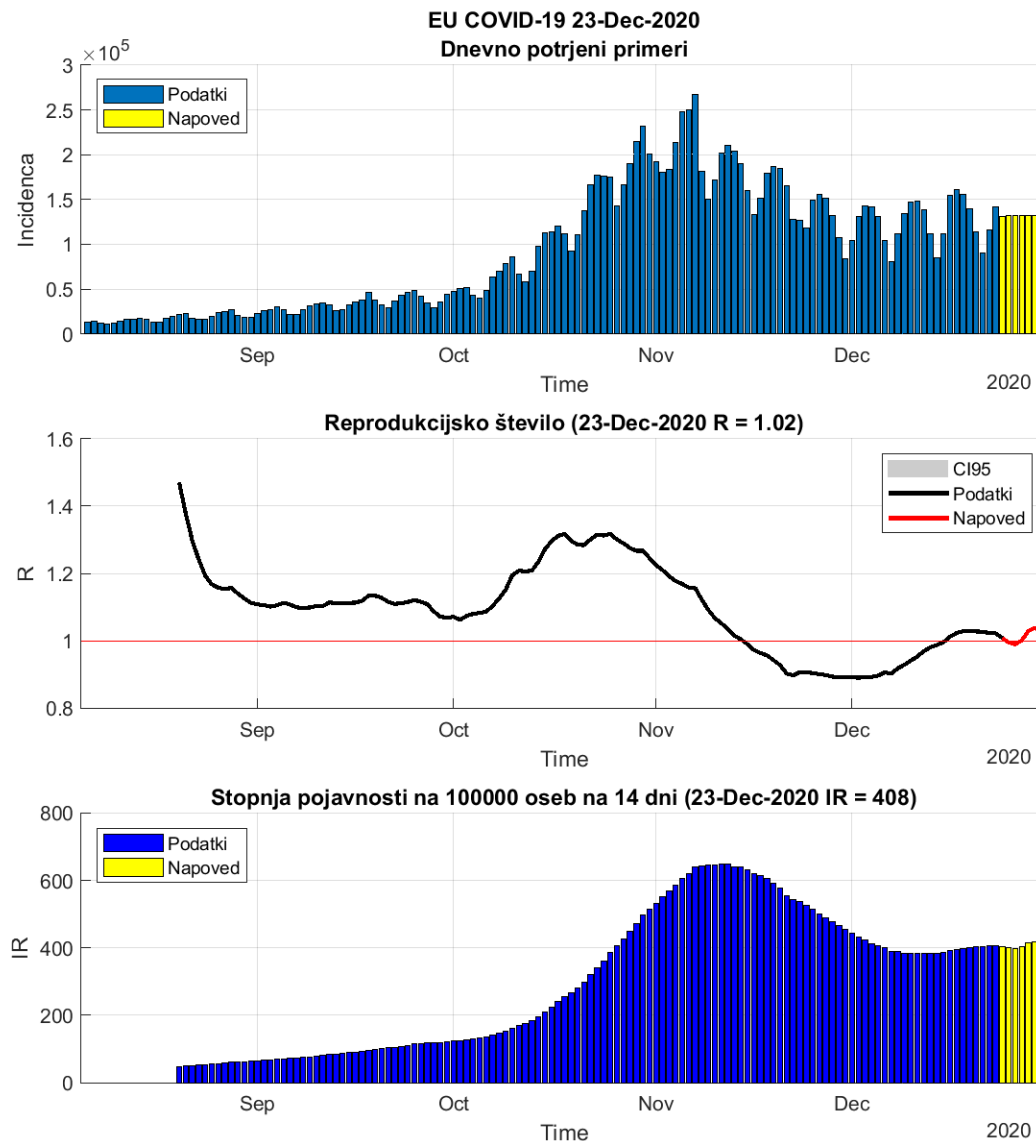 EU COVID-19 23-Dec-2020
Dnevno potrjeni primeri
×10^5
3
2.5
2
1.5
1
0.5
0
Incidenca
Podatki
Napoved
Sep
Oct
Nov
Dec
Time
2020
Reprodukcijsko število (23-Dec-2020 R = 1.02)
1.6
1.4
1.2
1
0.8
R
CI95
Podatki
Napoved
Sep
Oct
Nov
Dec
Time
2020
Stopnja pojavnosti na 100000 oseb na 14 dni (23-Dec-2020 IR = 408)
800
600
400
200
0
IR
Podatki
Napoved
Sep
Oct
Nov
Dec
Time
2020